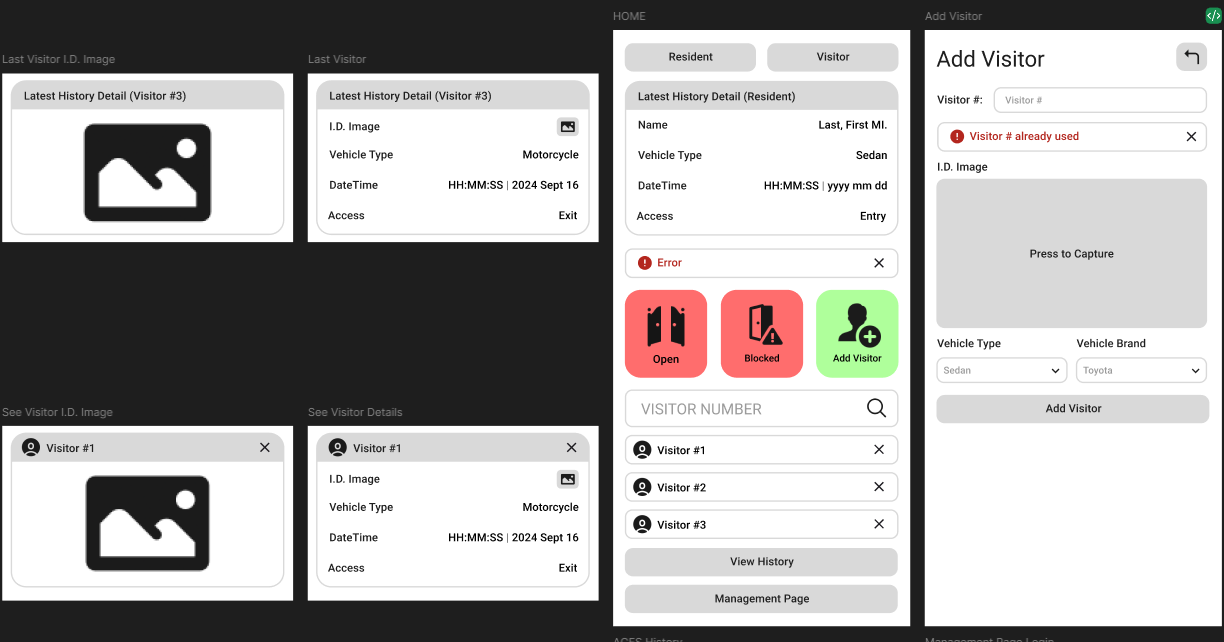 Last Visitor I.D. Image
Latest History Detail (Visitor #3)
Last Visitor
Latest History Detail (Visitor #3)
I.D. Image
Vehicle Type Motorcycle
DateTime HH:MM:SS | 2024 Sept 16
Access Exit
See Visitor I.D. Image
Visitor #1
See Visitor Details
Visitor #1
I.D. Image
Vehicle Type Motorcycle
DateTime HH:MM:SS | 2024 Sept 16
Access Exit
HOME
Resident Visitor
Latest History Detail (Resident)
Name Last, First MI.
Vehicle Type Sedan
DateTime HH:MM:SS | yyyy mm dd
Access Entry
Error
Open Blocked Add Visitor
VISITOR NUMBER
Visitor #1
Visitor #2
Visitor #3
View History
Management Page
Add Visitor
Add Visitor
Visitor #: Visitor #
Visitor # already used
I.D. Image
Press to Capture
Vehicle Type Vehicle Brand
Sedan Toyota
Add Visitor
ACES History
Management Page Login